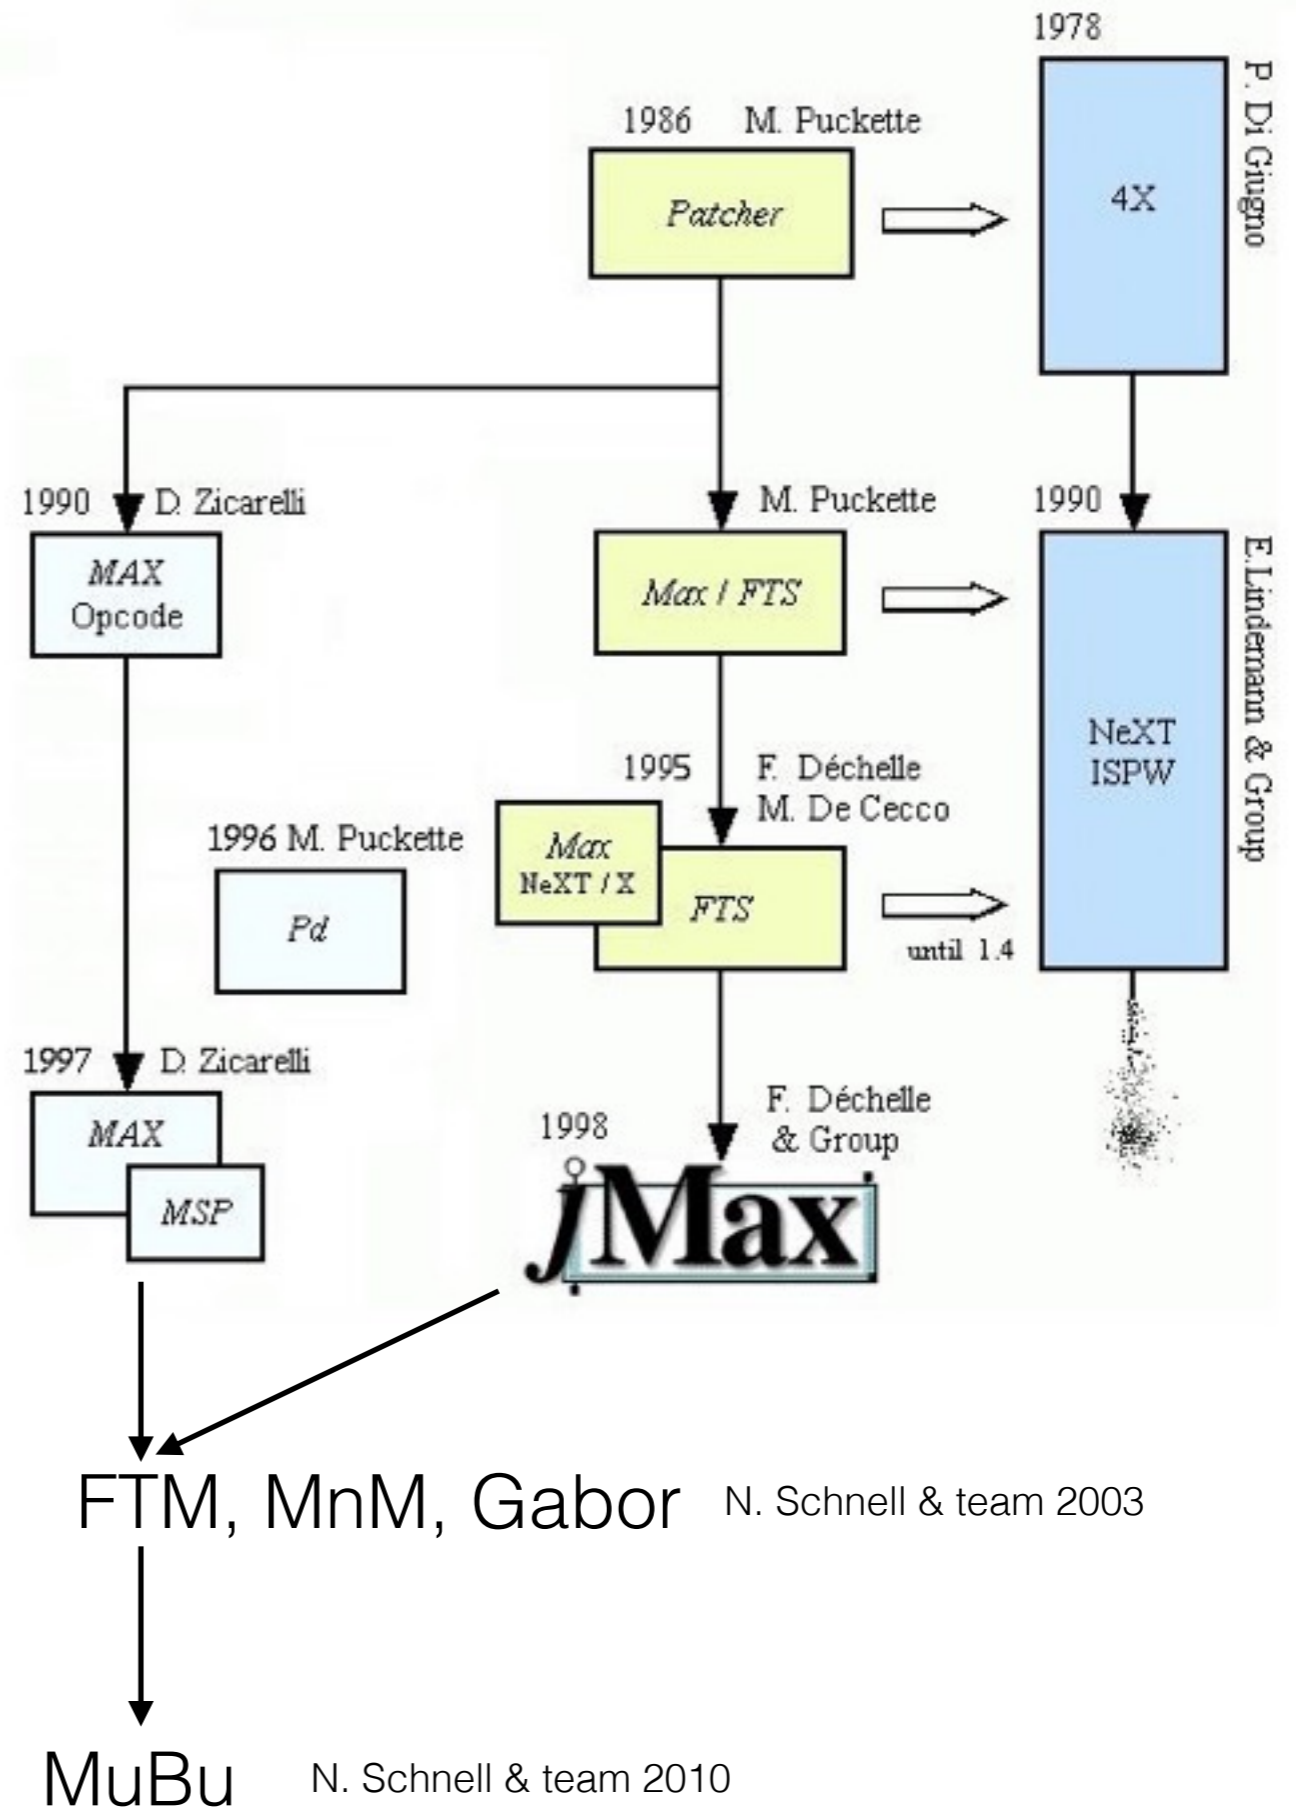 1978
P. Di Giugno
4X
1986 M. Puckette
Patcher
1990 D. Zicarelli
MAX
Opcode
M. Puckette
Max / FTS
1990
E.Lindemann & Group
NeXT
ISPW
1995 F. Déchelle
M. De Cecco
Max
NeXT / X
FTS
until 1.4
1996 M. Puckette
Pd
1997 D. Zicarelli
MAX
MSP
1998
F. Déchelle
& Group
jMax
FTM, MnM, Gabor N. Schnell & team 2003
MuBu N. Schnell & team 2010